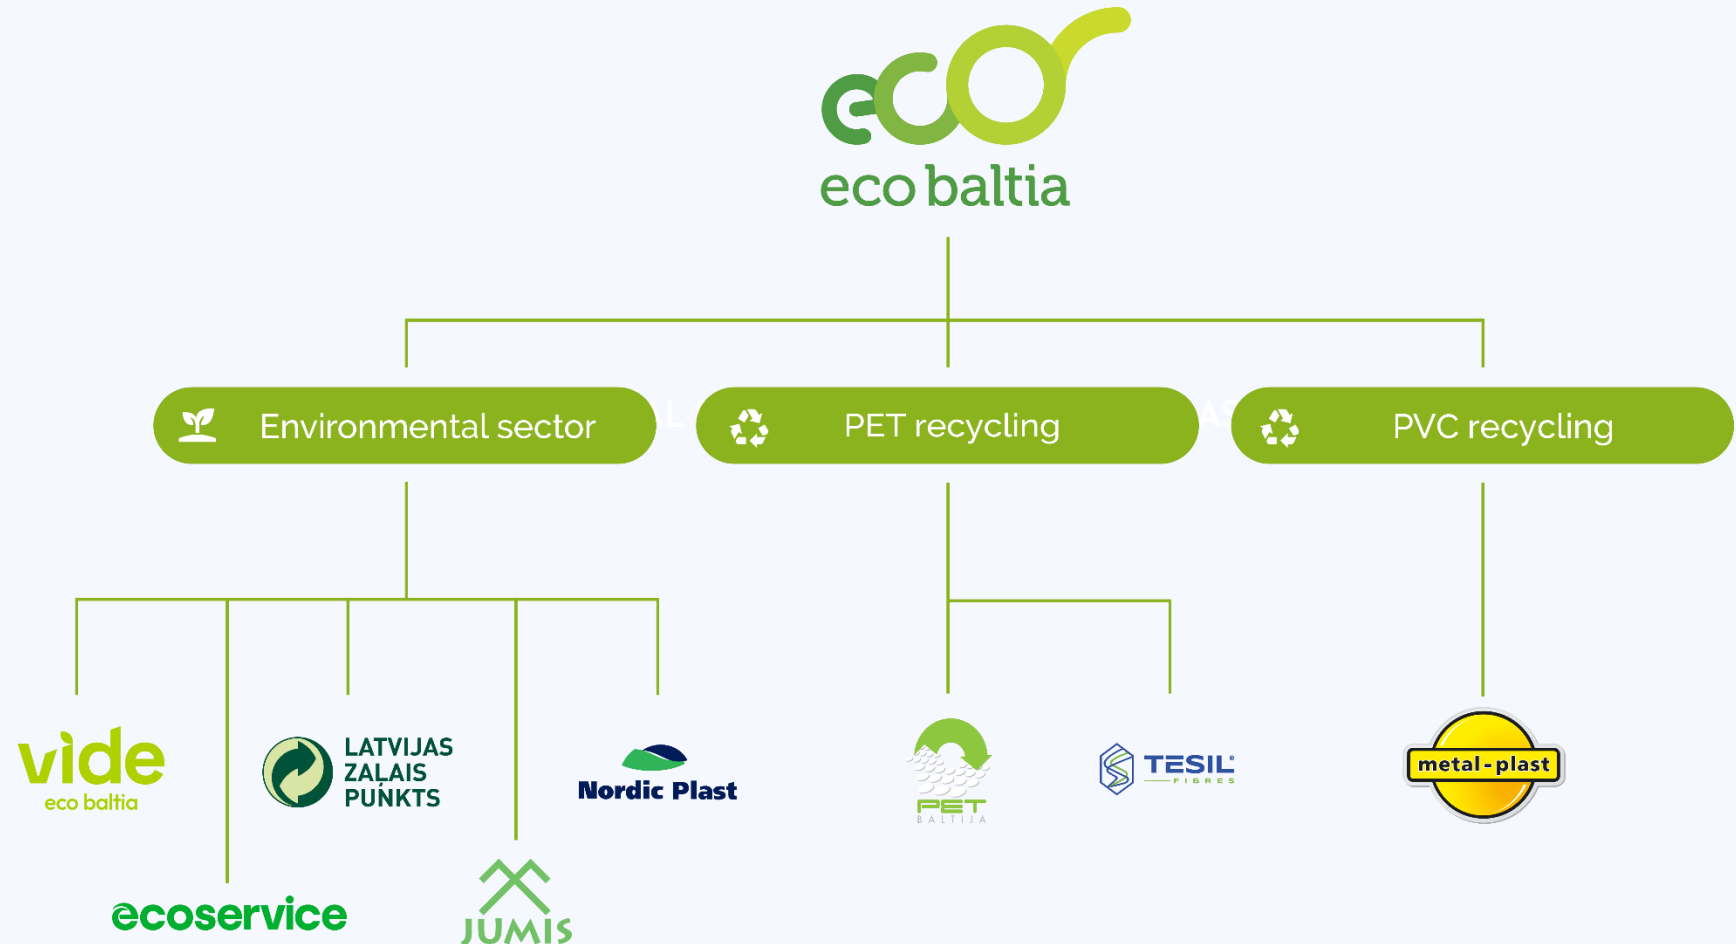 eco
eco baltia
Environmental sector
PET recycling
PVC recycling
vide
eco baltia
LATVIJAS
ZAĻAIS
PUNKTS
Nordic Plast
PET
BALTIJA
TESIL
FIBRES
metal-plast
ecoservice
JUMIS